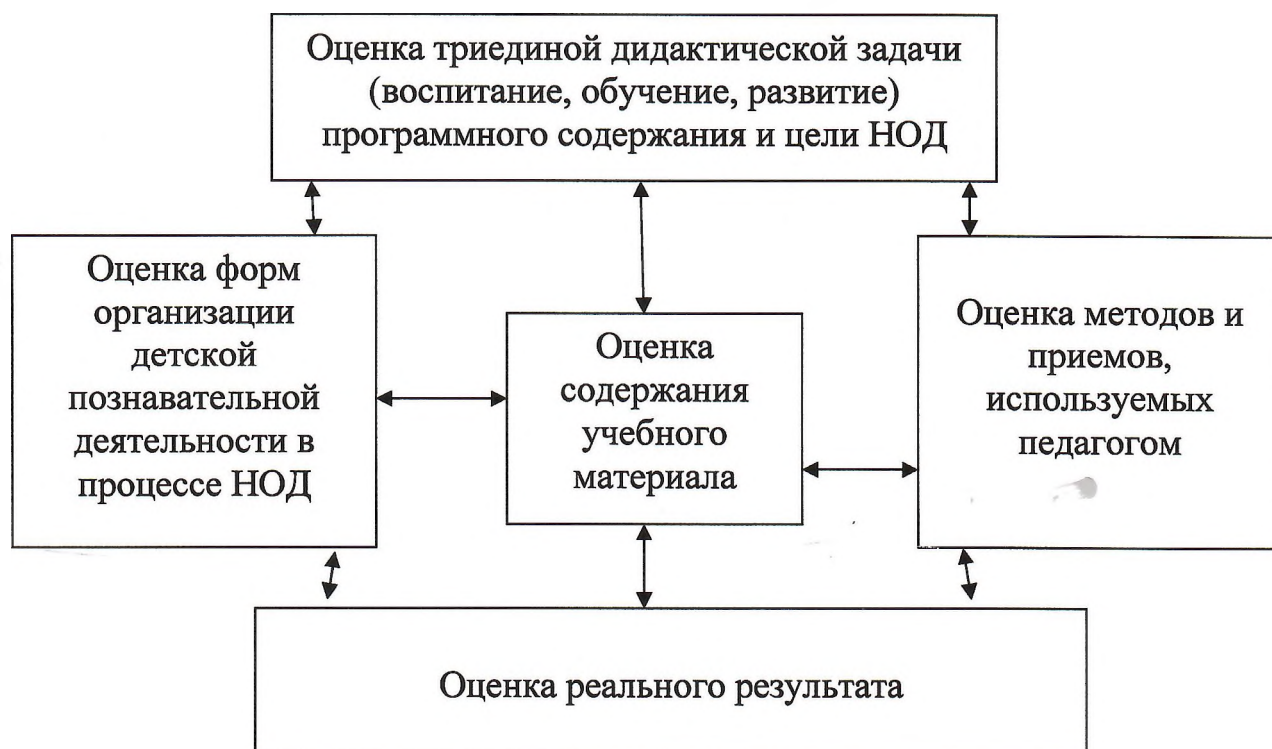 Оценка триединой дидактической задачи
(воспитание, обучение, развитие)
программного содержания и цели НОД
Оценка форм
организации
детской
познавательной
деятельности в
процессе НОД
Оценка
содержания
учебного
материала
Оценка методов и
приемов,
используемых
педагогом
Оценка реального результата